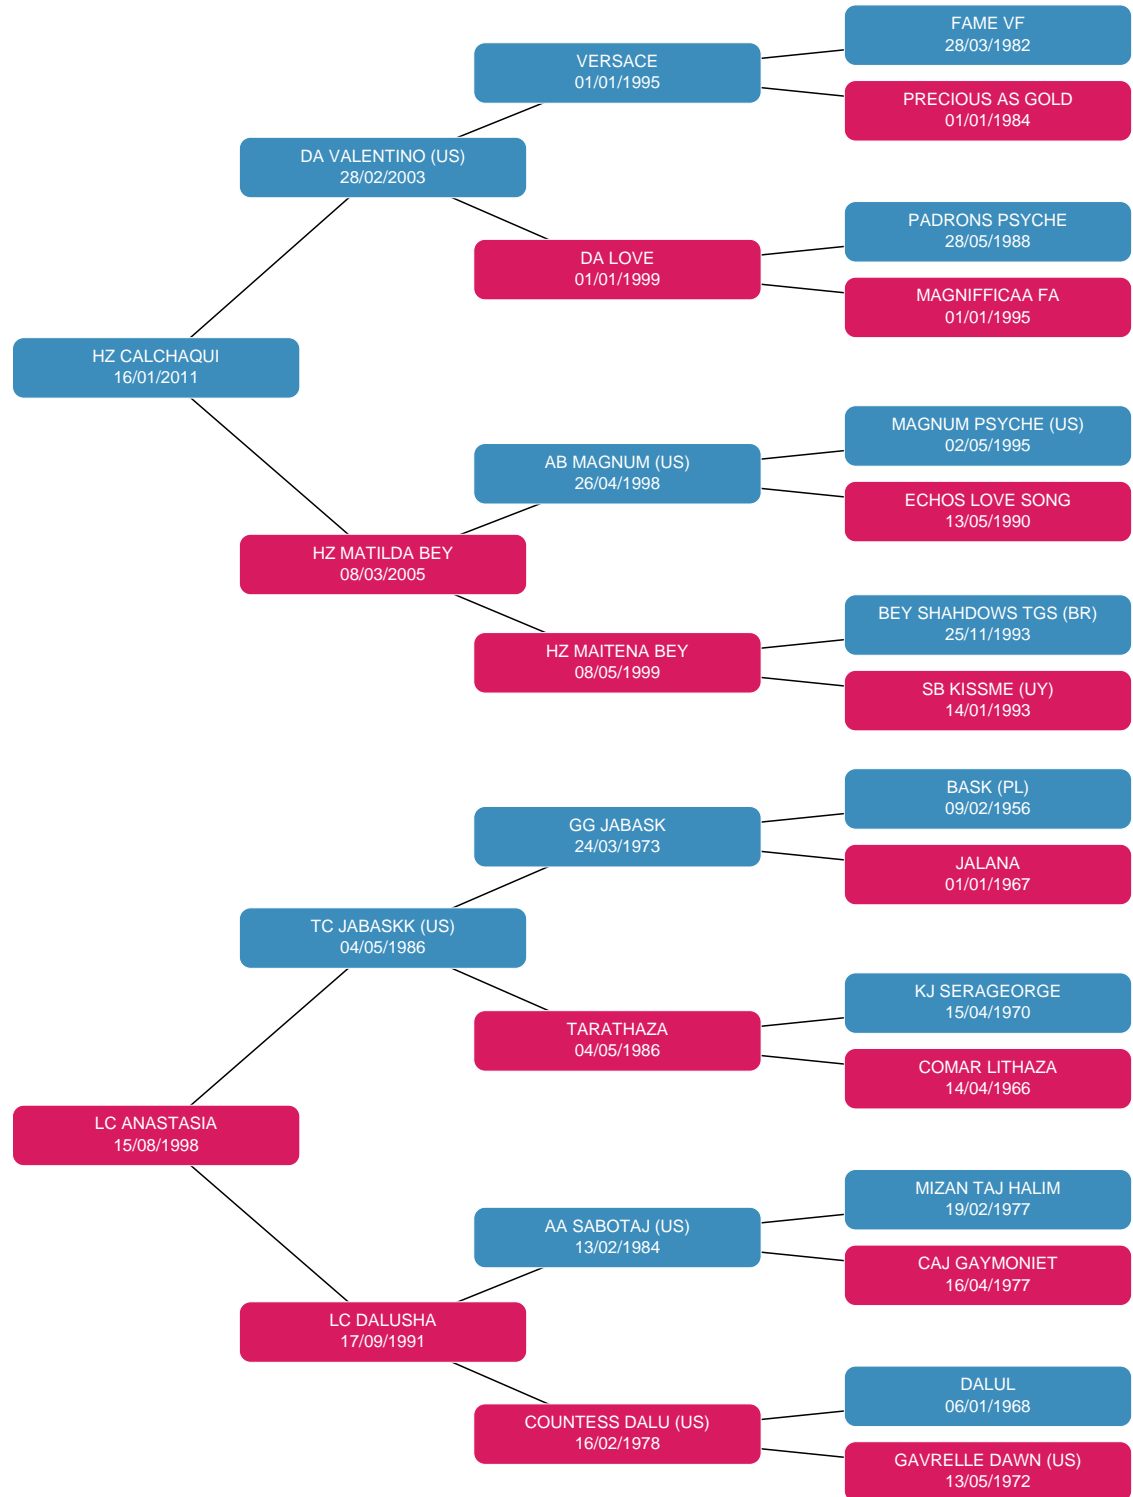 FAME VF
28/03/1982
VERSACE
01/01/1995
PRECIOUS AS GOLD
01/01/1984
DA VALENTINO (US)
28/02/2003
PADRONS PSYCHE
28/05/1988
DA LOVE
01/01/1999
MAGNIFFICAA FA
01/01/1995
HZ CALCHAQUI
16/01/2011
MAGNUM PSYCHE (US)
02/05/1995
AB MAGNUM (US)
26/04/1998
ECHOS LOVE SONG
13/05/1990
HZ MATILDA BEY
08/03/2005
BEY SHAHDOWS TGS (BR)
25/11/1993
HZ MAITENA BEY
08/05/1999
SB KISSME (UY)
14/01/1993
BASK (PL)
09/02/1956
GG JABASK
24/03/1973
JALANA
01/01/1967
TC JABASKK (US)
04/05/1986
KJ SERAGEORGE
15/04/1970
TARATHAZA
04/05/1986
COMAR LITHAZA
14/04/1966
LC ANASTASIA
15/08/1998
MIZAN TAJ HALIM
19/02/1977
AA SABOTAJ (US)
13/02/1984
CAJ GAYMONIET
16/04/1977
LC DALUSHA
17/09/1991
DALUL
06/01/1968
COUNTESS DALU (US)
16/02/1978
GAVRELLE DAWN (US)
13/05/1972